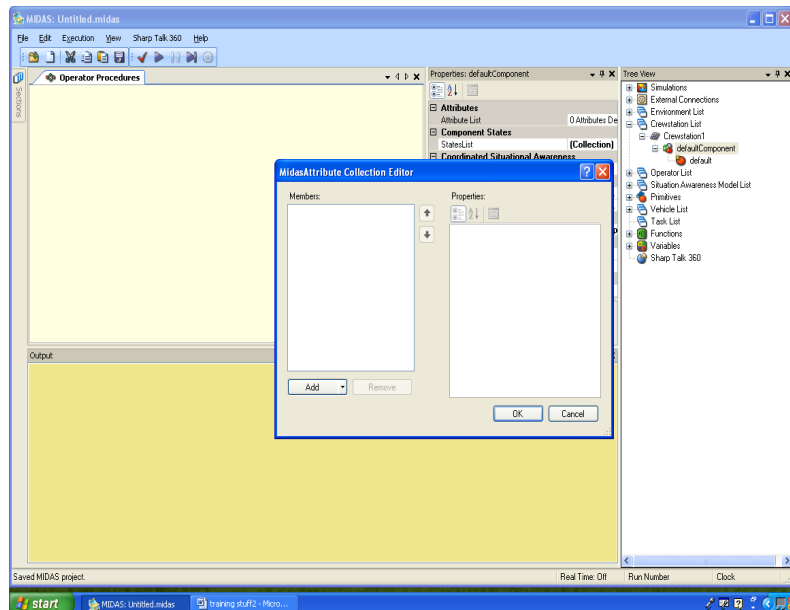 MIDAS: Untitled.midas
File Edit Execution View Sharp Talk 360 Help
Sections
Operator Procedures
Properties: defaultComponent
Attributes
Attribute List 0 Attributes De
Component States
StatesList (Collection)
Coordinated Situational Awareness
MidasAttribute Collection Editor
Members:
Properties:
Add
Remove
OK
Cancel
Output
Tree View
Simulations
External Connections
Environment List
Crewstation List
Crewstation1
defaultComponent
default
Operator List
Situation Awareness Model List
Primitives
Vehicle List
Task List
Functions
Variables
Sharp Talk 360
Saved MIDAS project.
Real Time: Off
Run Number
Clock
start
MIDAS: Untitled.midas
training stuff2 - Micro...